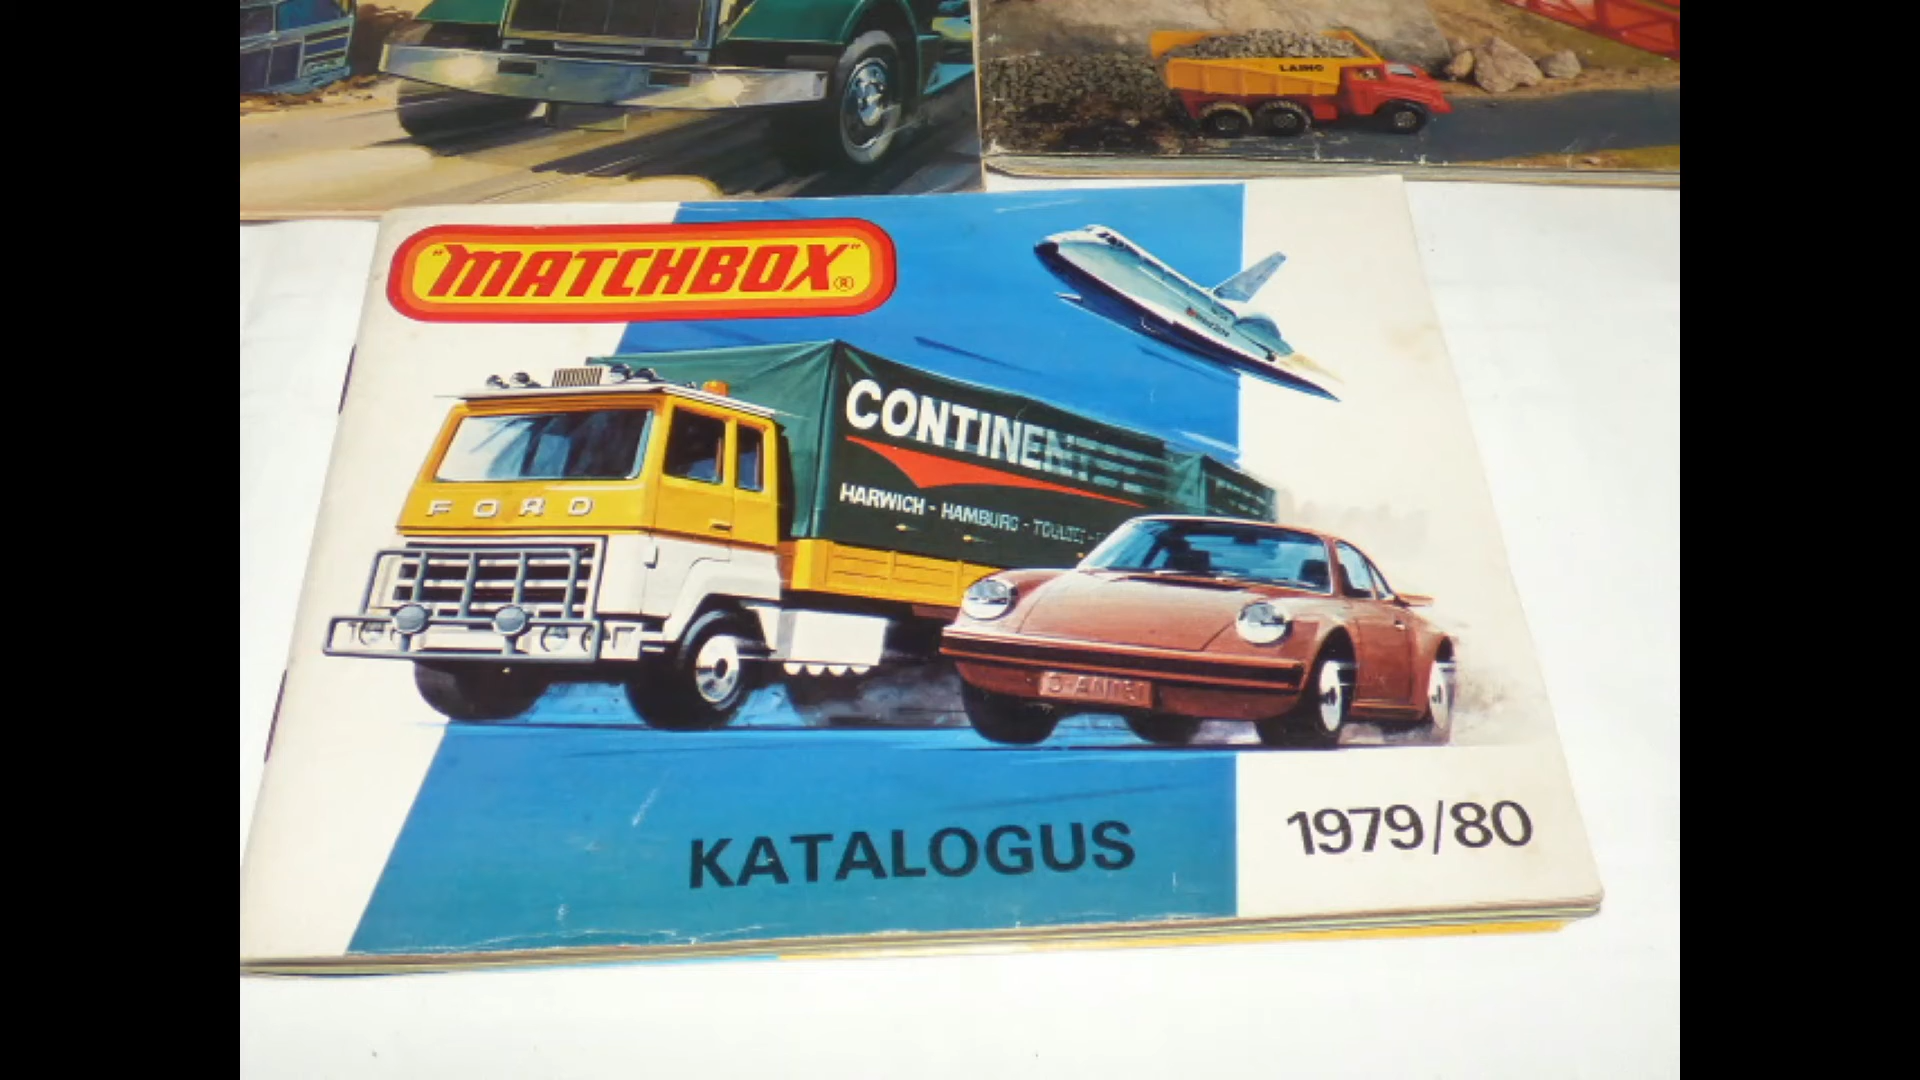 LAING
"MATCHBOX"®
CONTINENT
HARWICH - HAMBURG -
FORD
KATALOGUS
1979/80